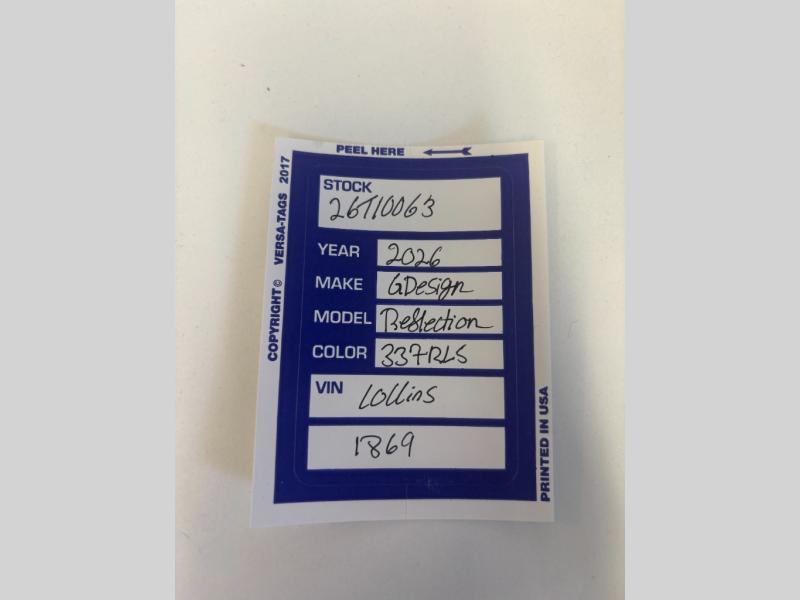 PEEL HERE
COPYRIGHT© VERSA-TAGS 2017
STOCK
26T10063
YEAR 2026
MAKE GDesign
MODEL Reflection
COLOR 337RLS
VIN Lollins
1869
PRINTED IN USA